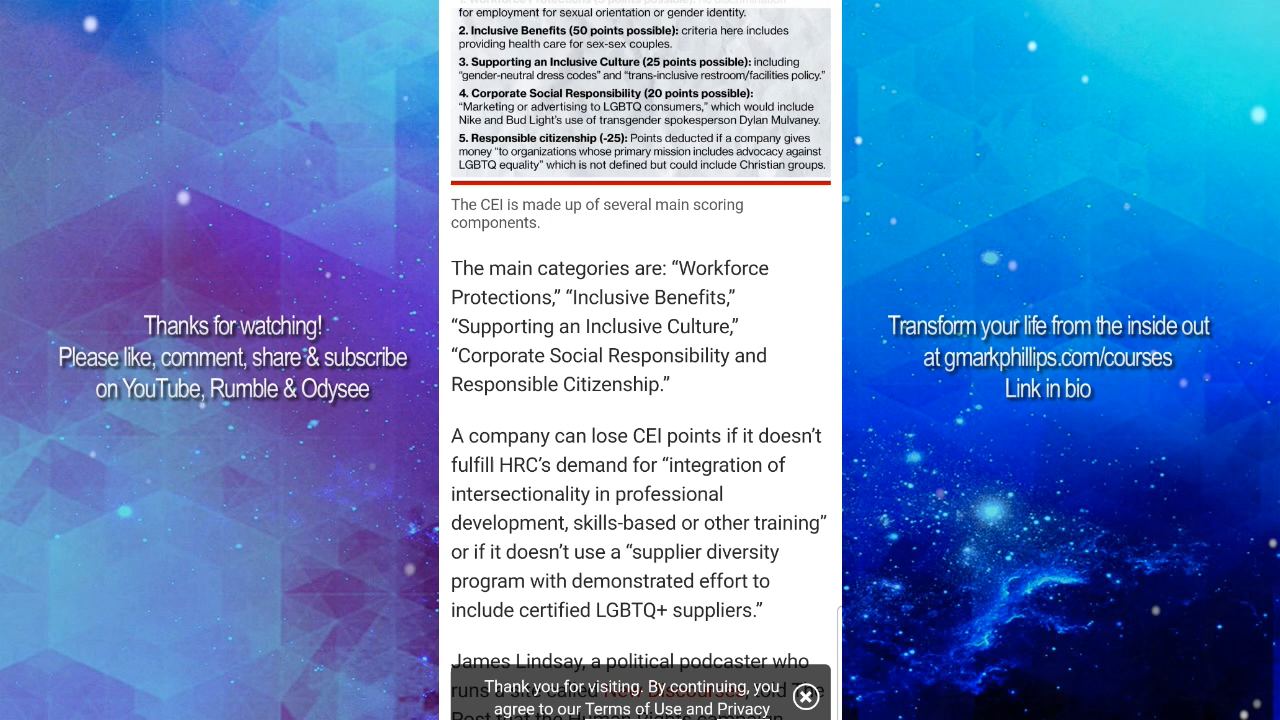 Thanks for watching!
Please like, comment, share & subscribe
on YouTube, Rumble & Odysee
for employment for sexual orientation or gender identity.
2. Inclusive Benefits (50 points possible): criteria here includes
providing health care for sex-sex couples.
3. Supporting an Inclusive Culture (25 points possible): including
“gender-neutral dress codes” and “trans-inclusive restroom/facilities policy.”
4. Corporate Social Responsibility (20 points possible):
“Marketing or advertising to LGBTQ consumers,” which would include
Nike and Bud Light’s use of transgender spokesperson Dylan Mulvaney.
5. Responsible citizenship (-25): Points deducted if a company gives
money “to organizations whose primary mission includes advocacy against
LGBTQ equality” which is not defined but could include Christian groups.
The CEI is made up of several main scoring
components.
The main categories are: “Workforce
Protections,” “Inclusive Benefits,”
“Supporting an Inclusive Culture,”
“Corporate Social Responsibility and
Responsible Citizenship.”
A company can lose CEI points if it doesn’t
fulfill HRC’s demand for “integration of
intersectionality in professional
development, skills-based or other training”
or if it doesn’t use a “supplier diversity
program with demonstrated effort to
include certified LGBTQ+ suppliers.”
James Lindsay, a political podcaster who
Thank you for visiting. By continuing, you
agree to our Terms of Use and Privacy
Transform your life from the inside out
at gmarkphillips.com/courses
Link in bio